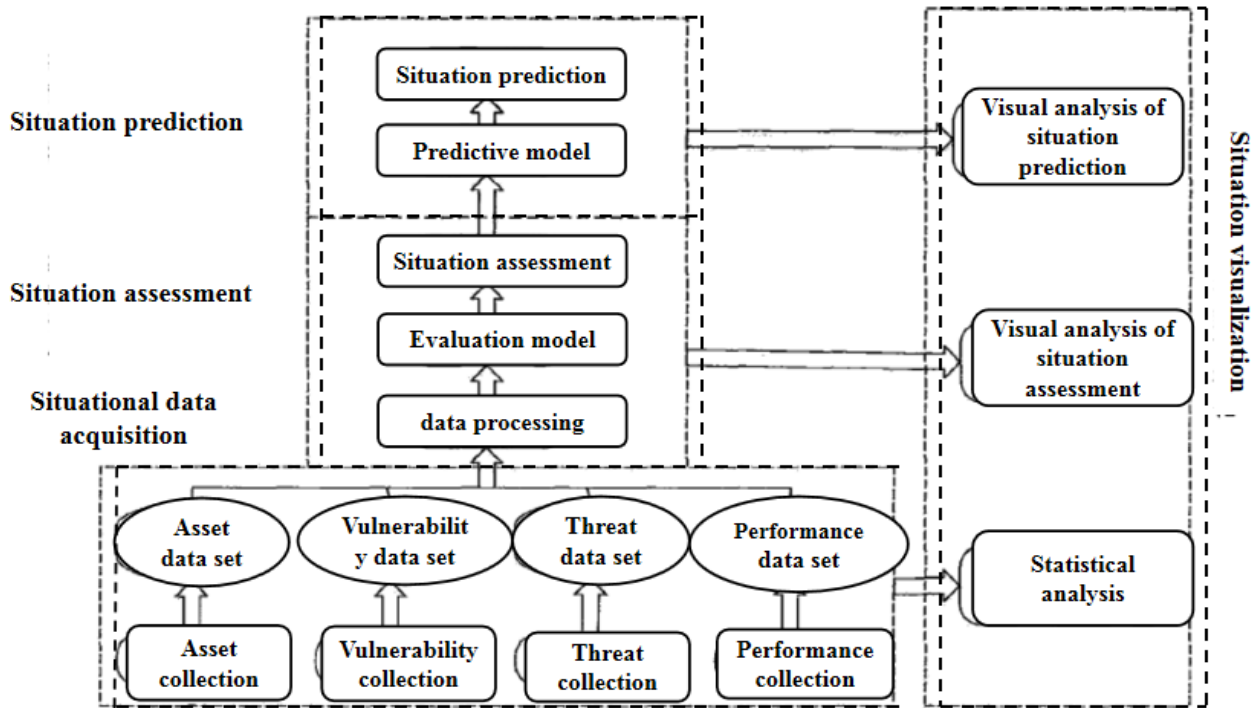 Situation prediction
Situation prediction
Predictive model
Visual analysis of
situation
prediction
Situation visualization
Situation assessment
Situation assessment
Evaluation model
Visual analysis of
situation
assessment
Situational data
acquisition
data processing
Asset
data set
Vulnerabilit
y data set
Threat
data set
Performance
data set
Statistical
analysis
Asset
collection
Vulnerability
collection
Threat
collection
Performance
collection